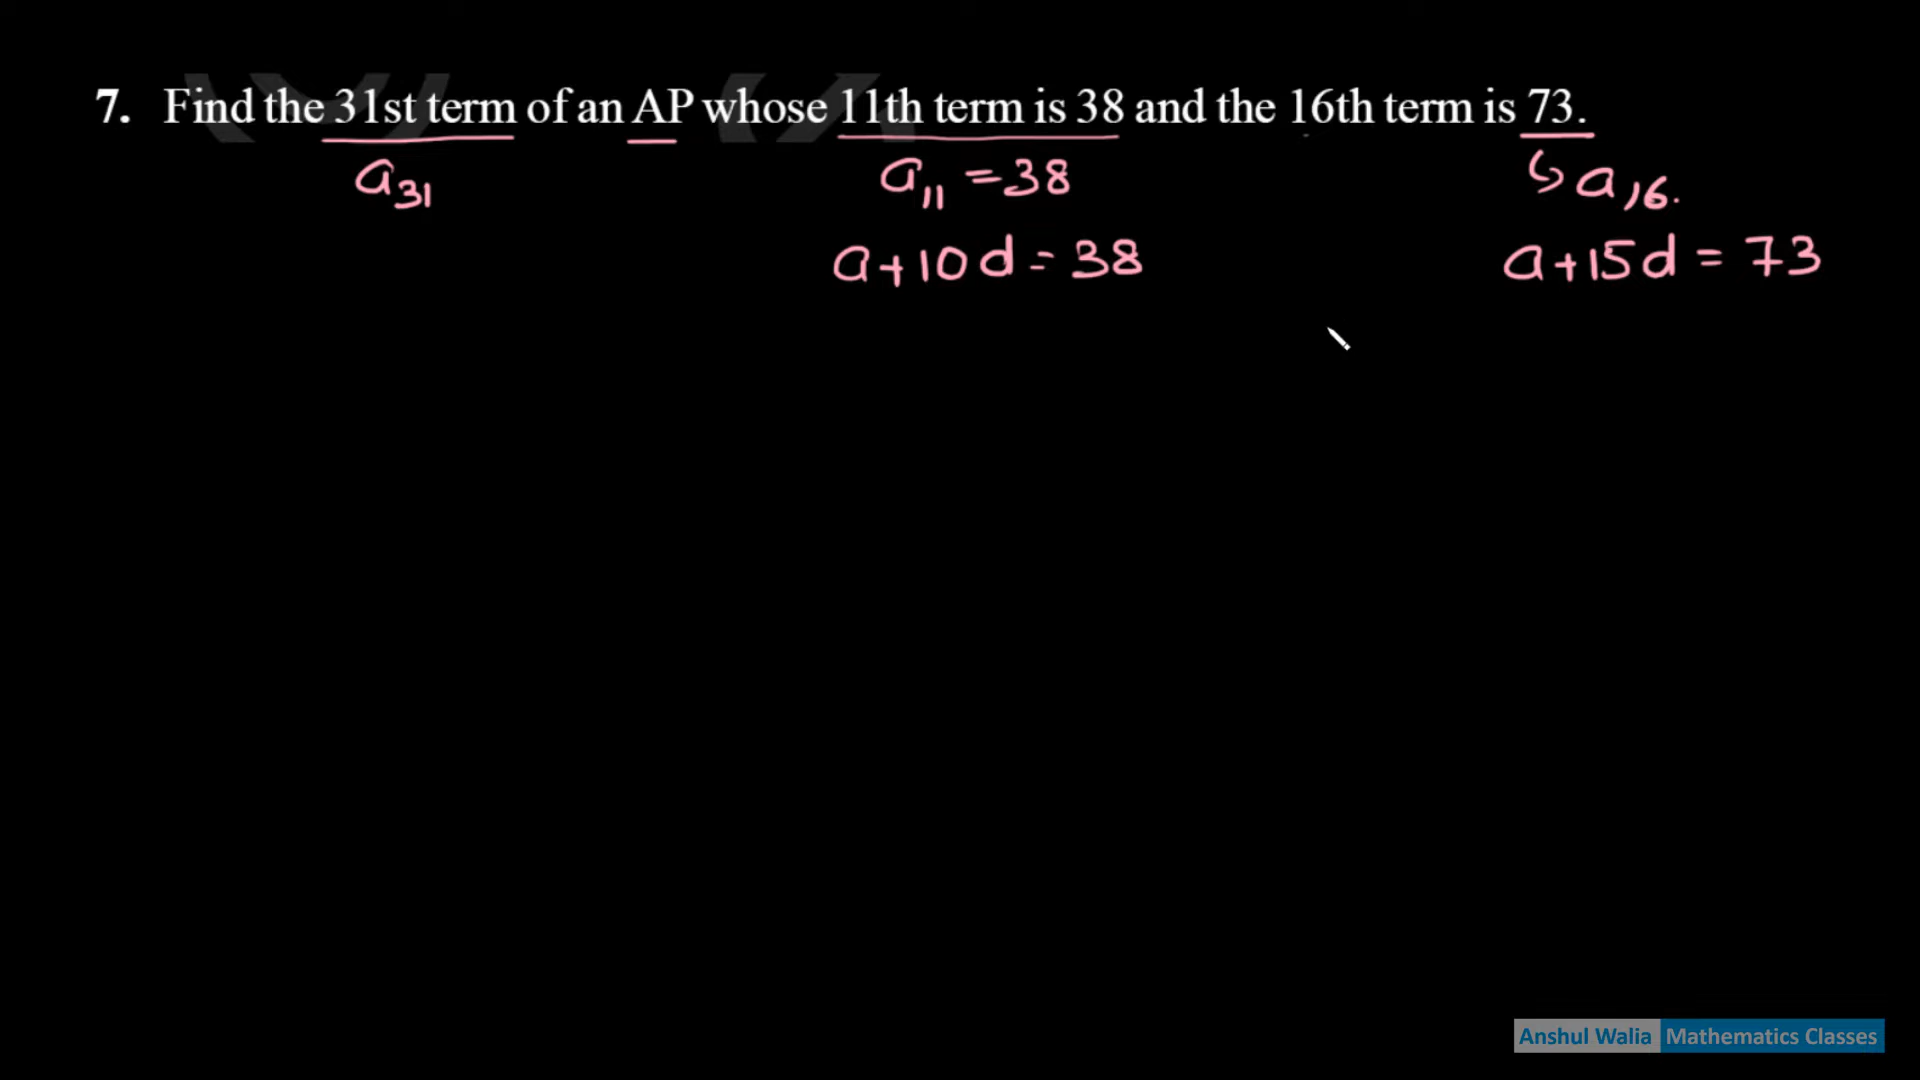 7. Find the 31st term of an AP whose 11th term is 38 and the 16th term is 73.
a₃₁ a₁₁ = 38 ↳ a₁₆.
a + 10d = 38 a + 15d = 73
Anshul Walia Mathematics Classes